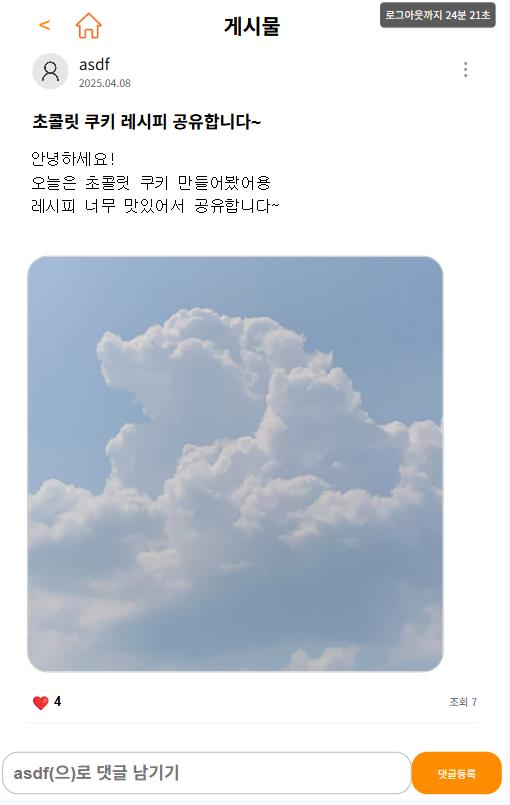 <
게시물
로그아웃까지 24분 21초
asdf
2025.04.08
초콜릿 쿠키 레시피 공유합니다~
안녕하세요!
오늘은 초콜릿 쿠키 만들어봤어용
레시피 너무 맛있어서 공유합니다~
4
조회 7
asdf(으)로 댓글 남기기
댓글등록